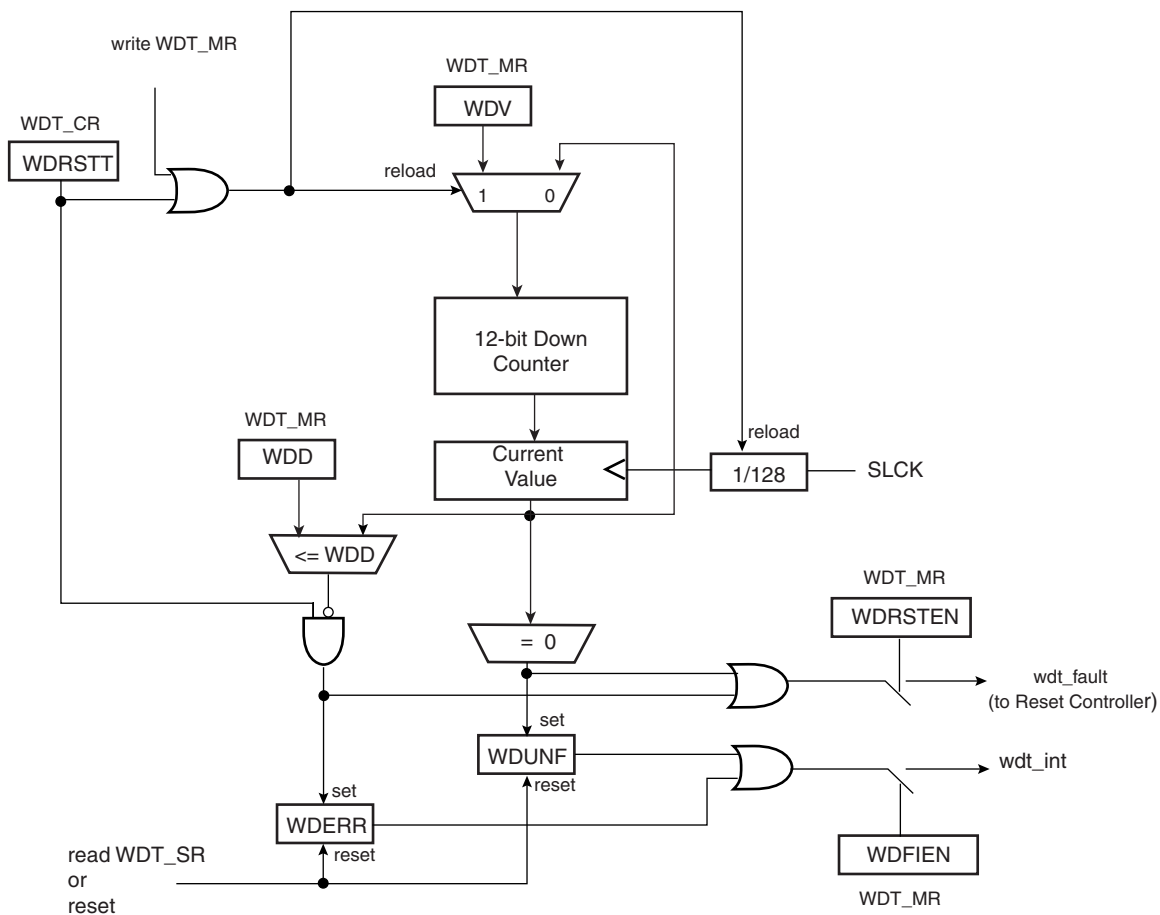 write WDT_MR
WDT_MR
WDV
WDT_CR
WDRSTT
reload
1 0
12-bit Down
Counter
WDT_MR
WDD
reload
Current
Value
1/128
SLCK
<= WDD
WDT_MR
WDRSTEN
= 0
wdt_fault
(to Reset Controller)
set
WDUNF
reset
wdt_int
set
WDERR
reset
read WDT_SR
or
reset
WDFIEN
WDT_MR